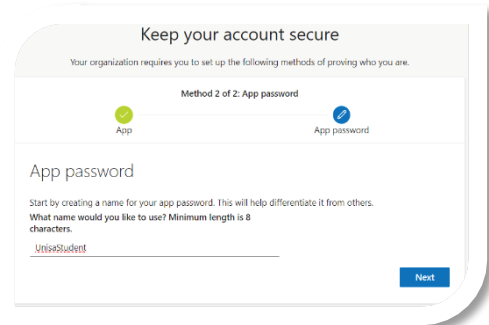 Keep your account secure
Your organization requires you to set up the following methods of proving who you are.
Method 2 of 2: App password
App
App password
App password
Start by creating a name for your app password. This will help differentiate it from others.
What name would you like to use? Minimum length is 8
characters.
UnisaStudent
Next